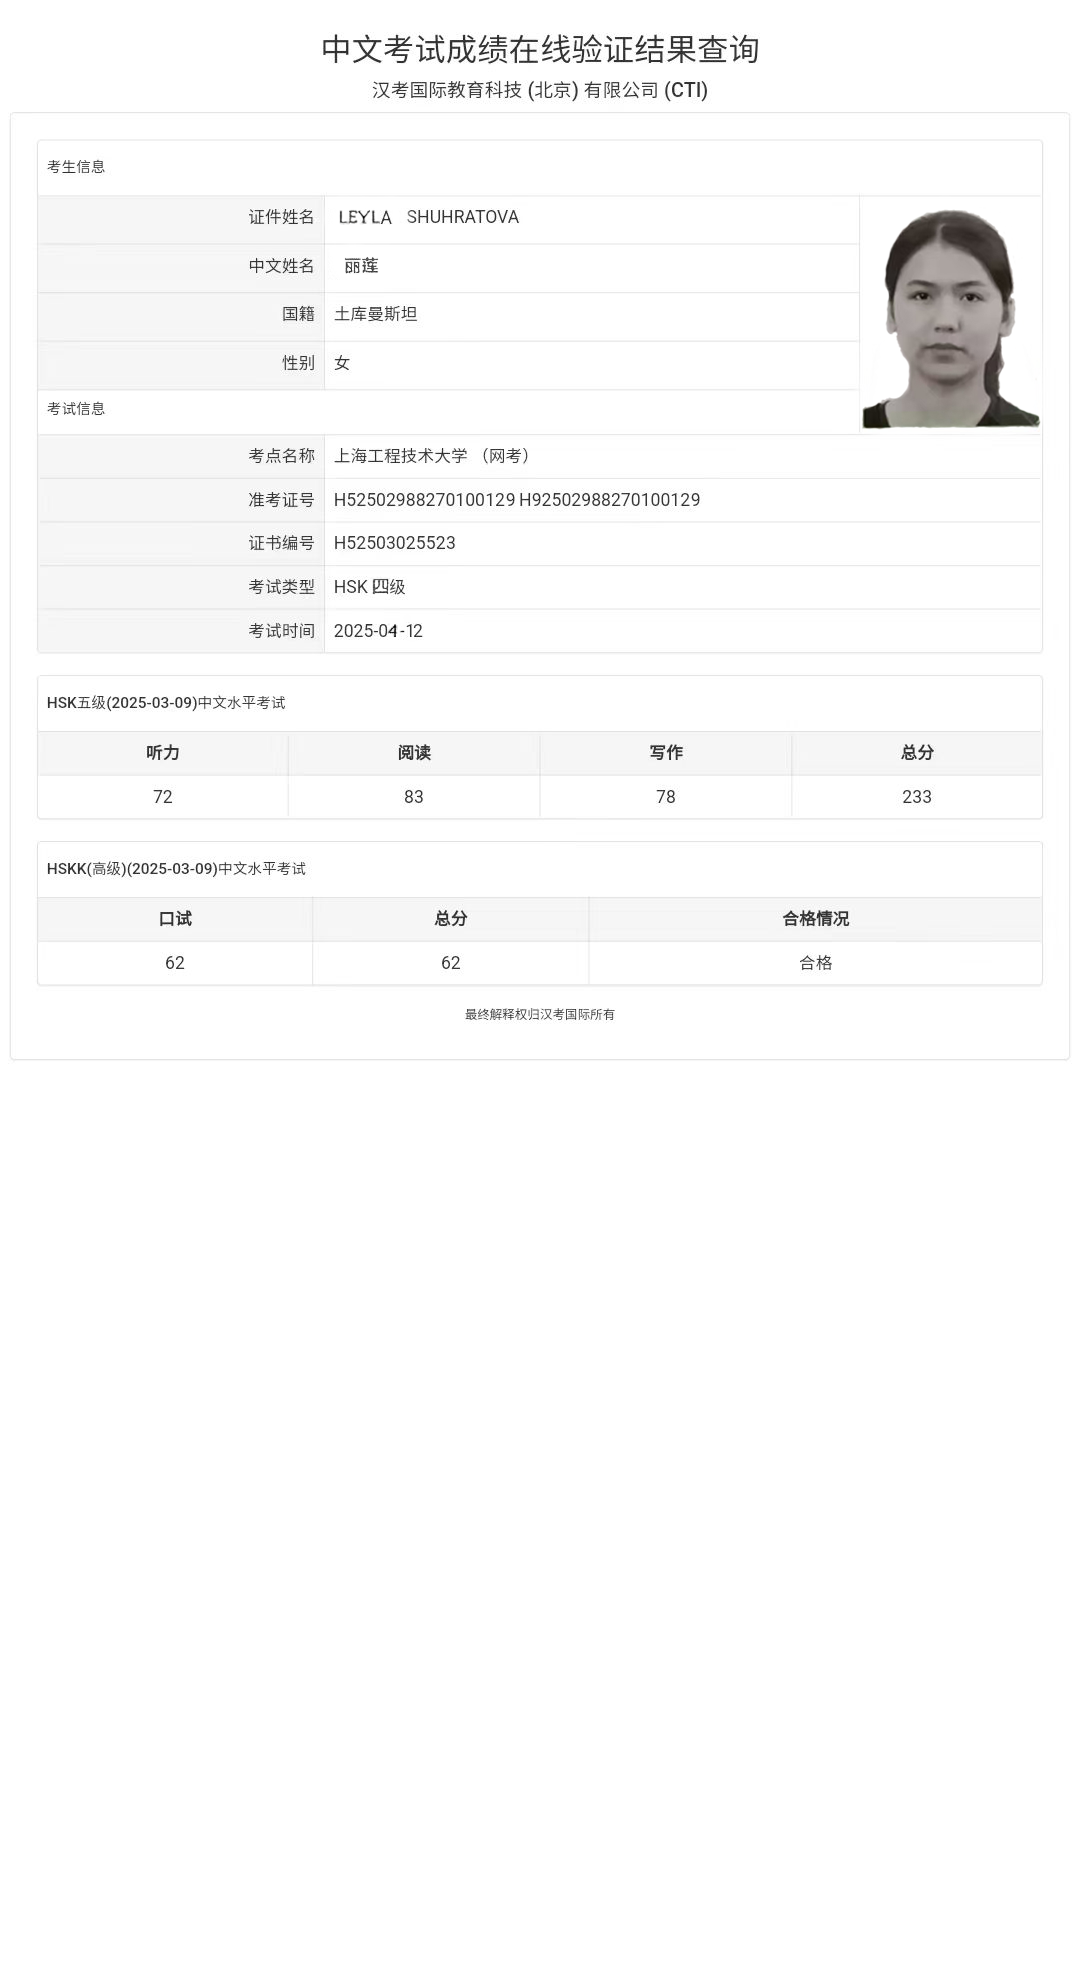 中文考试成绩在线验证结果查询
汉考国际教育科技 (北京) 有限公司 (CTI)
考生信息
证件姓名 LEYLA SHUHRATOVA
中文姓名 丽莲
国籍 土库曼斯坦
性别 女
考试信息
考点名称 上海工程技术大学 （网考）
准考证号 H52502988270100129 H92502988270100129
证书编号 H52503025523
考试类型 HSK 四级
考试时间 2025-04-12
HSK五级(2025-03-09)中文水平考试
听力 阅读 写作 总分
72 83 78 233
HSKK(高级)(2025-03-09)中文水平考试
口试 总分 合格情况
62 62 合格
最终解释权归汉考国际所有